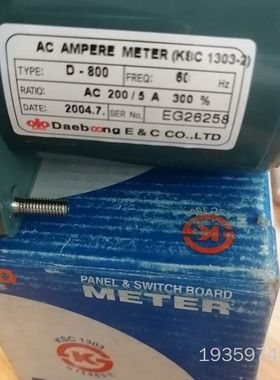 AC AMPERE METER (KSC 1303-2)
TYPE: D - 800 FREQ: 60 Hz
RATIO: AC 200 / 5 A 300 %
DATE: 2004.7. SER No. EG26258
Daeboong E & C CO.,LTD
PANEL & SWITCH BOARD
METER
KSC 1303
1935974